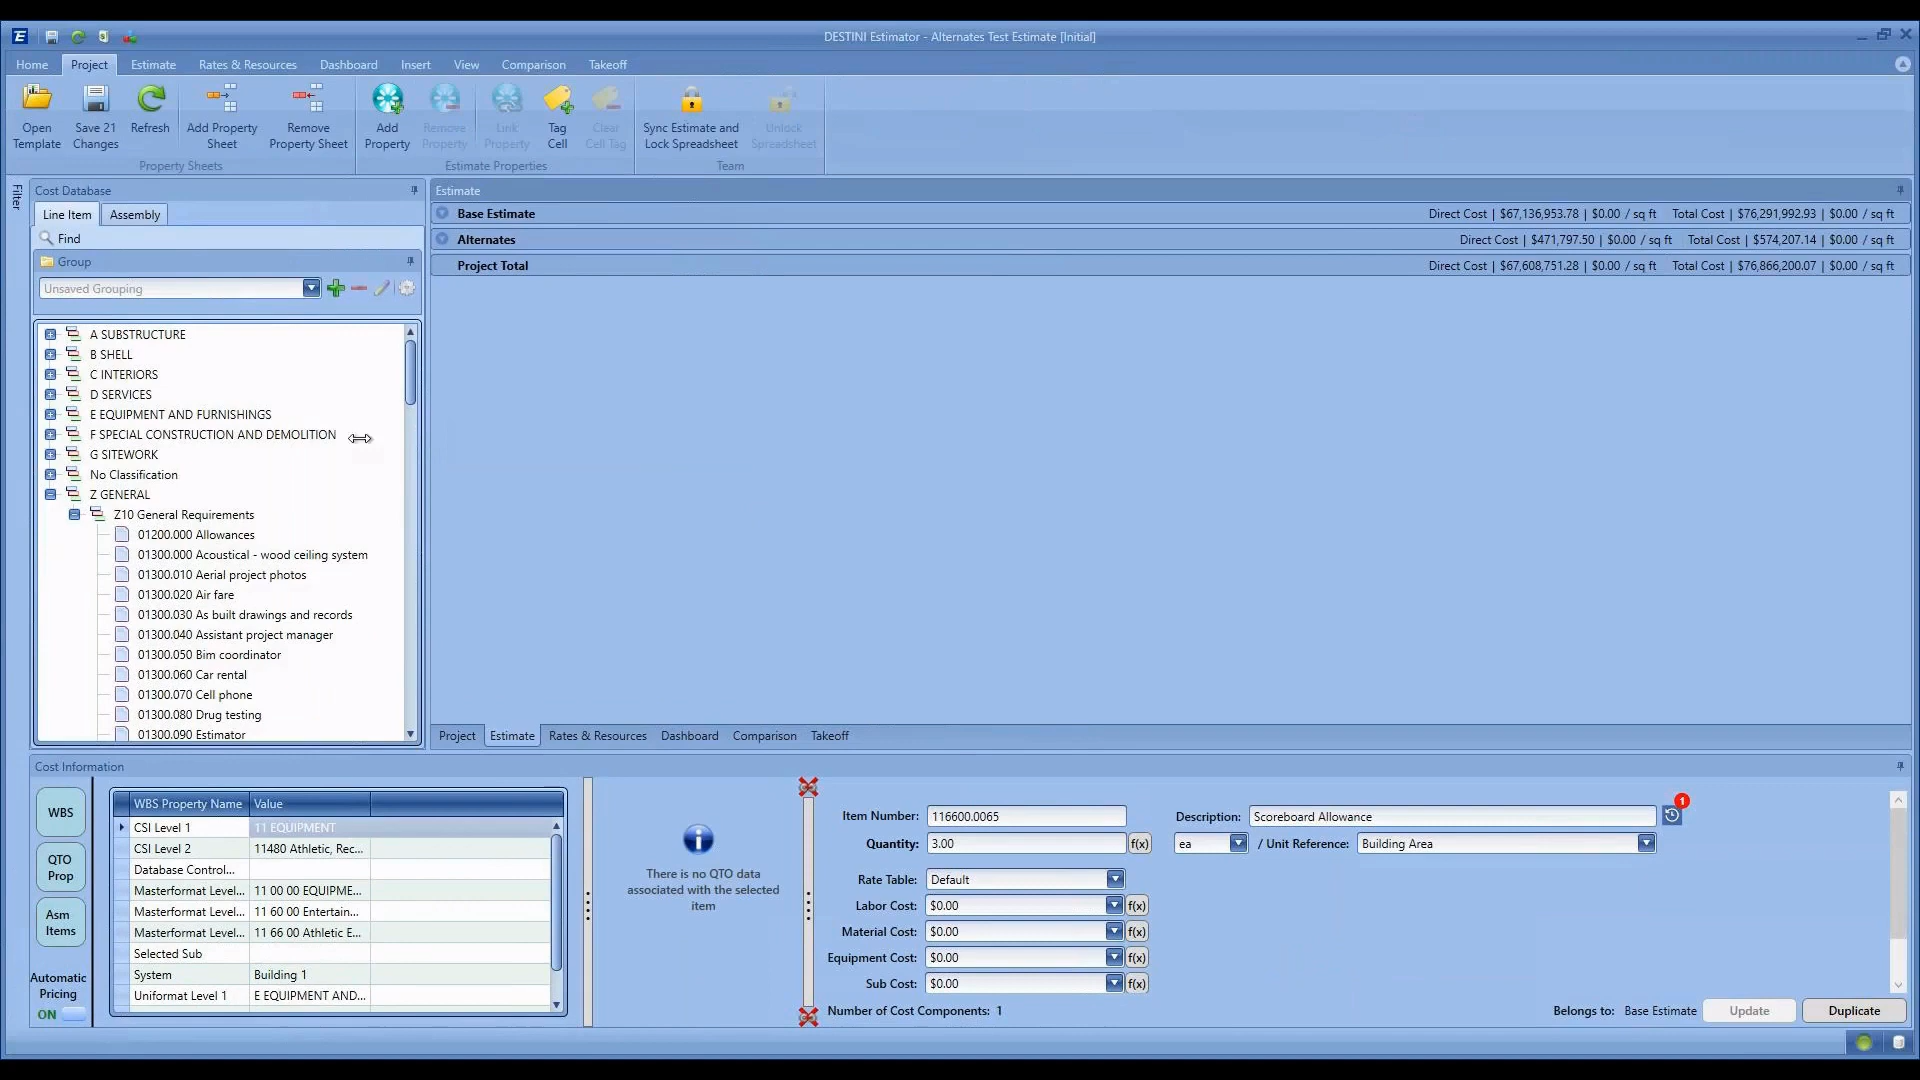 DESTINI Estimator - Alternates Test Estimate [Initial]
Home Project Estimate Rates & Resources Dashboard Insert View Comparison Takeoff
Open Template
Save 21 Changes
Refresh
Add Property Sheet
Remove Property Sheet
Add Property
Remove Property
Link Property
Tag Cell
Clear Cell Tag
Sync Estimate and Lock Spreadsheet
Unlock Spreadsheet
Property Sheets
Estimate Properties
Team
Filter
Cost Database
Line Item Assembly
Find
Group
Unsaved Grouping
A SUBSTRUCTURE
B SHELL
C INTERIORS
D SERVICES
E EQUIPMENT AND FURNISHINGS
F SPECIAL CONSTRUCTION AND DEMOLITION
G SITEWORK
No Classification
Z GENERAL
Z10 General Requirements
01200.000 Allowances
01300.000 Acoustical - wood ceiling system
01300.010 Aerial project photos
01300.020 Air fare
01300.030 As built drawings and records
01300.040 Assistant project manager
01300.050 Bim coordinator
01300.060 Car rental
01300.070 Cell phone
01300.080 Drug testing
01300.090 Estimator
Estimate
Base Estimate Direct Cost | $67,136,953.78 | $0.00 / sq ft Total Cost | $76,291,992.93 | $0.00 / sq ft
Alternates Direct Cost | $471,797.50 | $0.00 / sq ft Total Cost | $574,207.14 | $0.00 / sq ft
Project Total Direct Cost | $67,608,751.28 | $0.00 / sq ft Total Cost | $76,866,200.07 | $0.00 / sq ft
Project Estimate Rates & Resources Dashboard Comparison Takeoff
Cost Information
WBS
QTO Prop
Asm Items
Automatic Pricing
ON
WBS Property Name Value
CSI Level 1 11 EQUIPMENT
CSI Level 2 11480 Athletic, Rec...
Database Control...
Masterformat Level... 11 00 00 EQUIPME...
Masterformat Level... 11 60 00 Entertain...
Masterformat Level... 11 66 00 Athletic E...
Selected Sub
System Building 1
Uniformat Level 1 E EQUIPMENT AND...
There is no QTO data
associated with the selected
item
Item Number: 116600.0065 Description: Scoreboard Allowance 1
Quantity: 3.00 f(x) ea / Unit Reference: Building Area
Rate Table: Default
Labor Cost: $0.00 f(x)
Material Cost: $0.00 f(x)
Equipment Cost: $0.00 f(x)
Sub Cost: $0.00 f(x)
Number of Cost Components: 1
Belongs to: Base Estimate Update Duplicate